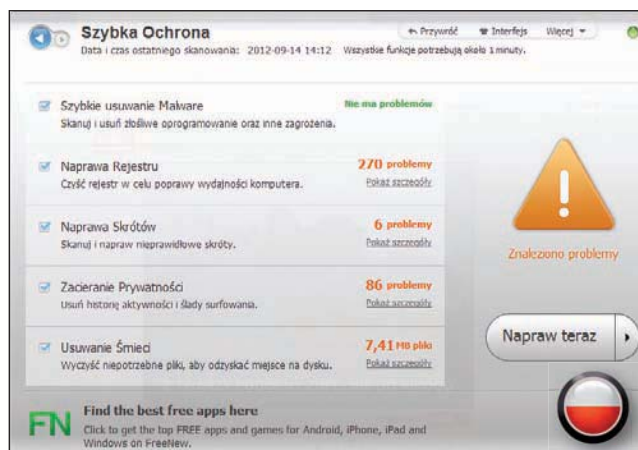 Szybka Ochrona
Przywróć Interfejs Więcej
Data i czas ostatniego skanowania: 2012-09-14 14:12 Wszystkie funkcje potrzebują około 1 minuty.
Szybkie usuwanie Malware Nie ma problemów
Skanuj i usuń złośliwe oprogramowanie oraz inne zagrożenia.
Naprawa Rejestru 270 problemy
Czyść rejestr w celu poprawy wydajności komputera. Pokaż szczegóły
Naprawa Skrótów 6 problemy
Skanuj i napraw nieprawidłowe skróty. Pokaż szczegóły
Znaleziono problemy
Zacieranie Prywatności 86 problemy
Usuń historię aktywności i ślady surfowania. Pokaż szczegóły
Usuwanie Śmieci 7,41 MB pliki
Wyczyść niepotrzebne pliki, aby odzyskać miejsce na dysku. Pokaż szczegóły
Napraw teraz
FN
Find the best free apps here
Click to get the top FREE apps and games for Android, iPhone, iPad and
Windows on FreeNew.